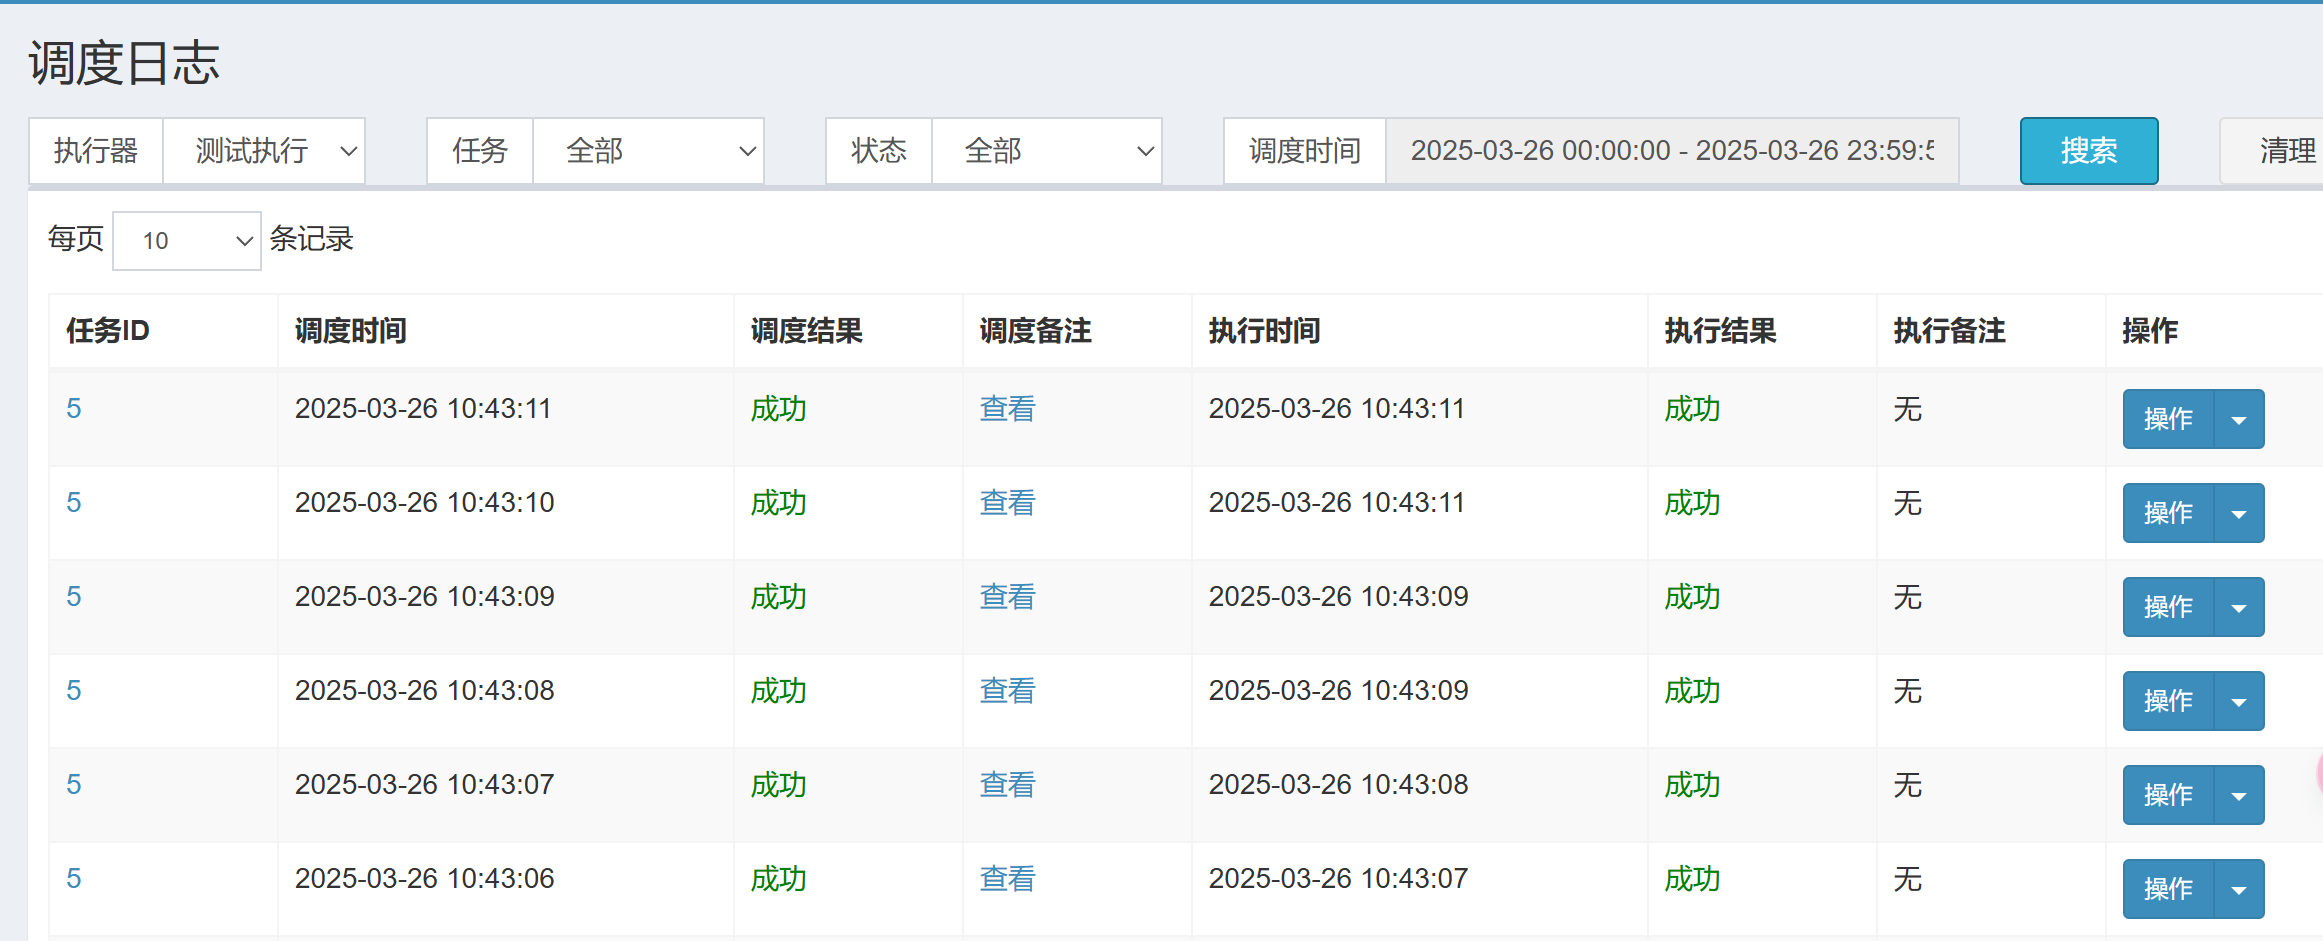 调度日志
执行器 测试执行 任务 全部 状态 全部 调度时间 2025-03-26 00:00:00 - 2025-03-26 23:59:5 搜索 清理
每页 10 条记录
任务ID 调度时间 调度结果 调度备注 执行时间 执行结果 执行备注 操作
5 2025-03-26 10:43:11 成功 查看 2025-03-26 10:43:11 成功 无 操作
5 2025-03-26 10:43:10 成功 查看 2025-03-26 10:43:11 成功 无 操作
5 2025-03-26 10:43:09 成功 查看 2025-03-26 10:43:09 成功 无 操作
5 2025-03-26 10:43:08 成功 查看 2025-03-26 10:43:09 成功 无 操作
5 2025-03-26 10:43:07 成功 查看 2025-03-26 10:43:08 成功 无 操作
5 2025-03-26 10:43:06 成功 查看 2025-03-26 10:43:07 成功 无 操作